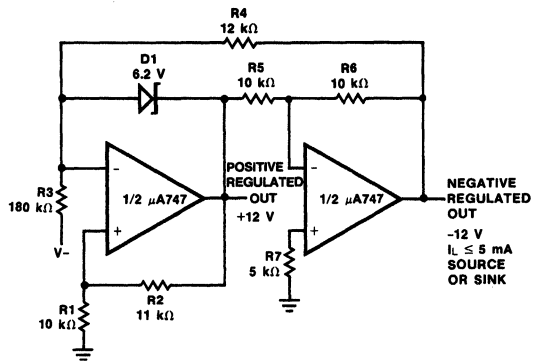 R4
12 kΩ
D1
6.2 V
R5
10 kΩ
R6
10 kΩ
R3
180 kΩ
V-
-
+
1/2 μA747
POSITIVE
REGULATED
OUT
+12 V
R1
10 kΩ
R2
11 kΩ
-
+
1/2 μA747
R7
5 kΩ
NEGATIVE
REGULATED
OUT
-12 V
IL ≤ 5 mA
SOURCE
OR SINK